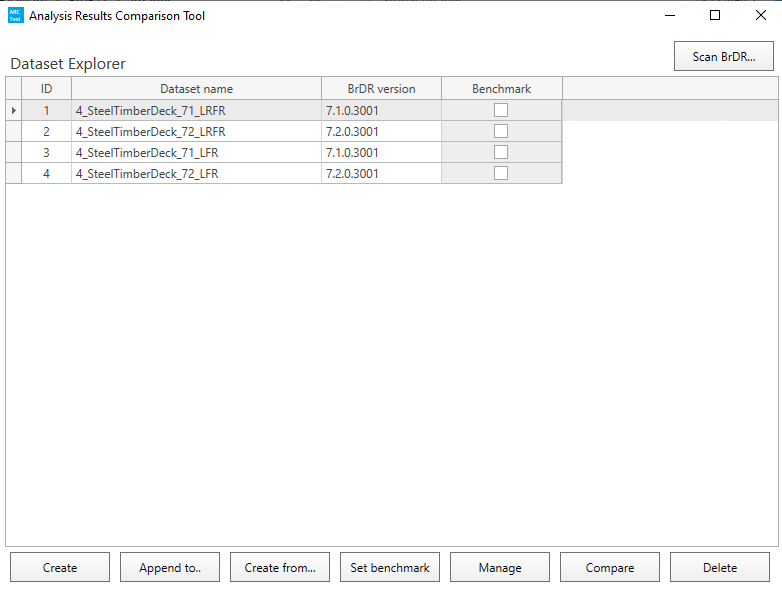 ARC Tool Analysis Results Comparison Tool
Scan BrDR...
Dataset Explorer
ID Dataset name BrDR version Benchmark
1 4_SteelTimberDeck_71_LRFR 7.1.0.3001
2 4_SteelTimberDeck_72_LRFR 7.2.0.3001
3 4_SteelTimberDeck_71_LFR 7.1.0.3001
4 4_SteelTimberDeck_72_LFR 7.2.0.3001
Create Append to.. Create from... Set benchmark Manage Compare Delete